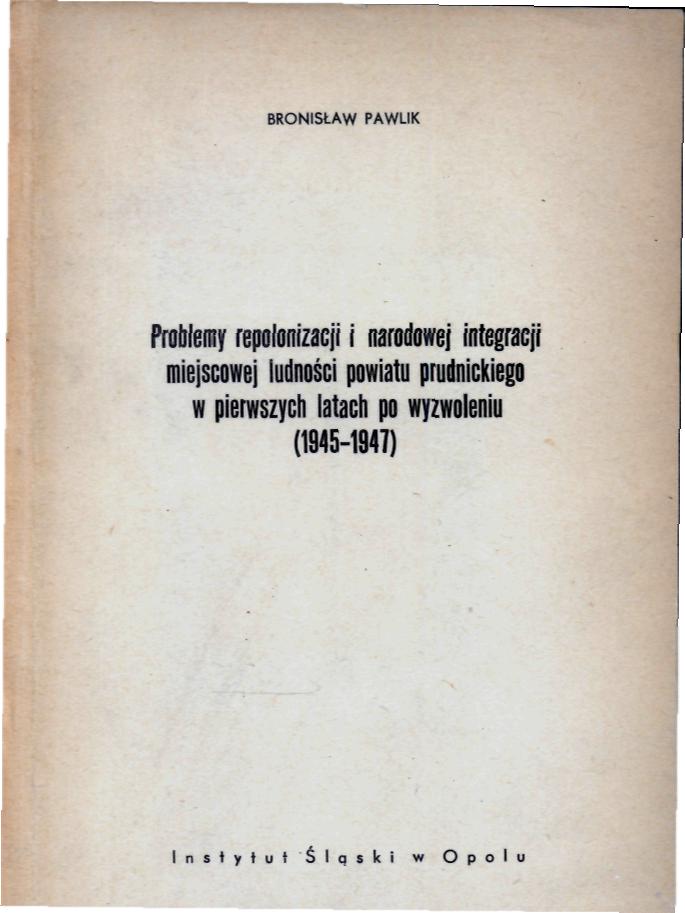 BRONISŁAW PAWLIK
Problemy repolonizacji i narodowej integracji
miejscowej ludności powiatu prudnickiego
w pierwszych latach po wyzwoleniu
(1945-1947)
Instytut Śląski w Opolu